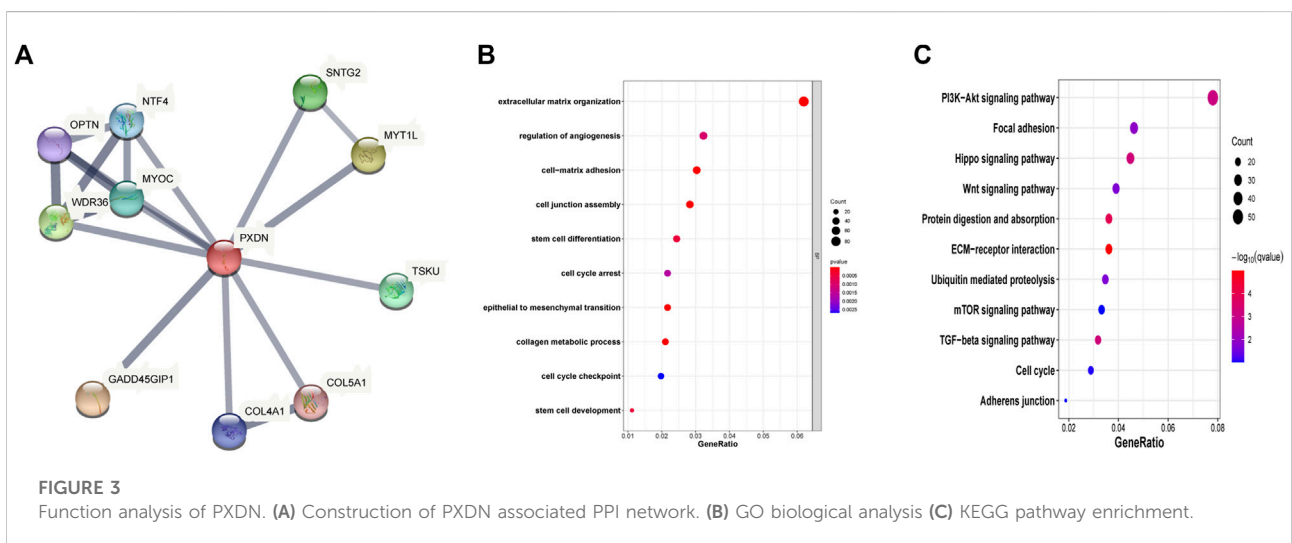 A
NTF4
OPTN
MYOC
WDR36
SNTG2
MYT1L
PXDN
TSKU
GADD45GIP1
COL4A1
COL5A1
B
extracellular matrix organization
regulation of angiogenesis
cell-matrix adhesion
cell junction assembly
stem cell differentiation
cell cycle arrest
epithelial to mesenchymal transition
collagen metabolic process
cell cycle checkpoint
stem cell development
0.01 0.02 0.03 0.04 0.05 0.06
GeneRatio
BP
Count
20
40
60
80
pvalue
0.0005
0.0010
0.0015
0.0020
0.0025
C
PI3K-Akt signaling pathway
Focal adhesion
Hippo signaling pathway
Wnt signaling pathway
Protein digestion and absorption
ECM-receptor interaction
Ubiquitin mediated proteolysis
mTOR signaling pathway
TGF-beta signaling pathway
Cell cycle
Adherens junction
0.02 0.04 0.06 0.08
GeneRatio
Count
20
30
40
50
-log10(qvalue)
4
3
2
FIGURE 3
Function analysis of PXDN. (A) Construction of PXDN associated PPI network. (B) GO biological analysis (C) KEGG pathway enrichment.